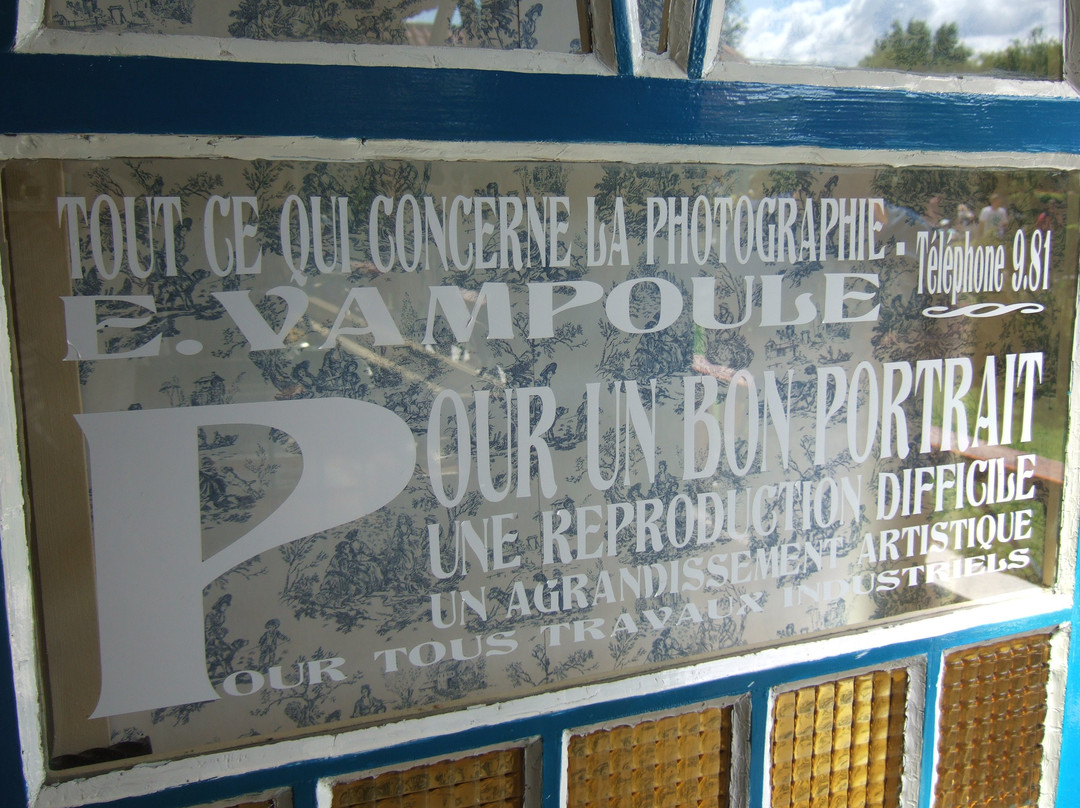 TOUT CE QUI CONCERNE LA PHOTOGRAPHIE - Téléphone 9.81
E. VAMPOULE
POUR UN BON PORTRAIT
UNE REPRODUCTION DIFFICILE
UN AGRANDISSEMENT ARTISTIQUE
POUR TOUS TRAVAUX INDUSTRIELS